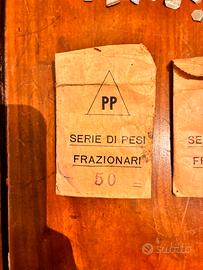 PP
SERIE DI PESI
FRAZIONARI
50 =
SE
FR
subito